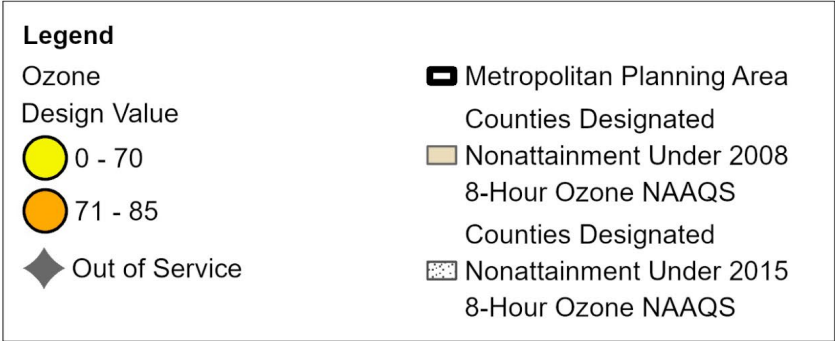 Legend
Ozone
Design Value
0 - 70
71 - 85
Out of Service
Metropolitan Planning Area
Counties Designated
Nonattainment Under 2008
8-Hour Ozone NAAQS
Counties Designated
Nonattainment Under 2015
8-Hour Ozone NAAQS